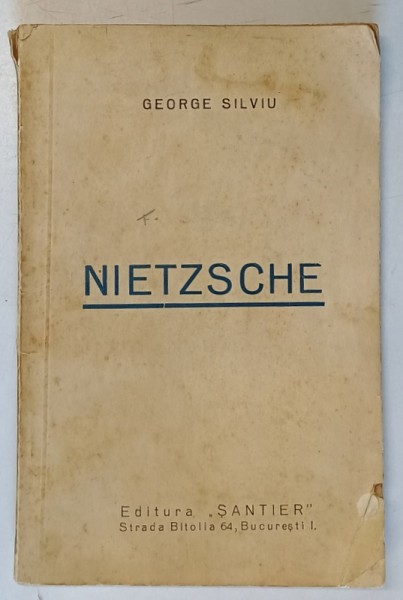 GEORGE SILVIU
NIETZSCHE
Editura „ŞANTIER”
Strada Bitolia 64, Bucureşti I.